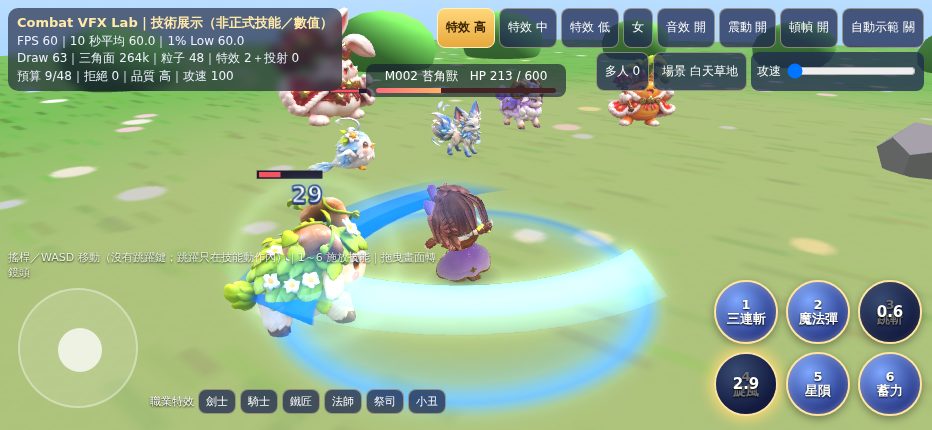 Combat VFX Lab | 技術展示（非正式技能／數值）
FPS 60 | 10 秒平均 60.0 | 1% Low 60.0
Draw 63 | 三角面 264k | 粒子 48 | 特效 2＋投射 0
預算 9/48 | 拒絕 0 | 品質 高 | 攻速 100
特效 高
特效 中
特效 低
女
音效 開
震動 開
頓幀 開
自動示範 關
多人 0
場景 白天草地
攻速
M002 苔角獸 HP 213 / 600
29
搖桿／WASD 移動（沒有跳躍鍵；跳躍只在技能動作內） | 1–6 施放技能 | 拖曳畫面轉
鏡頭
1
三連斬
2
魔法彈
3
0.6
跳斬
4
2.9
旋風
5
星隕
6
蓄力
職業特效
劍士
騎士
鐵匠
法師
祭司
小丑